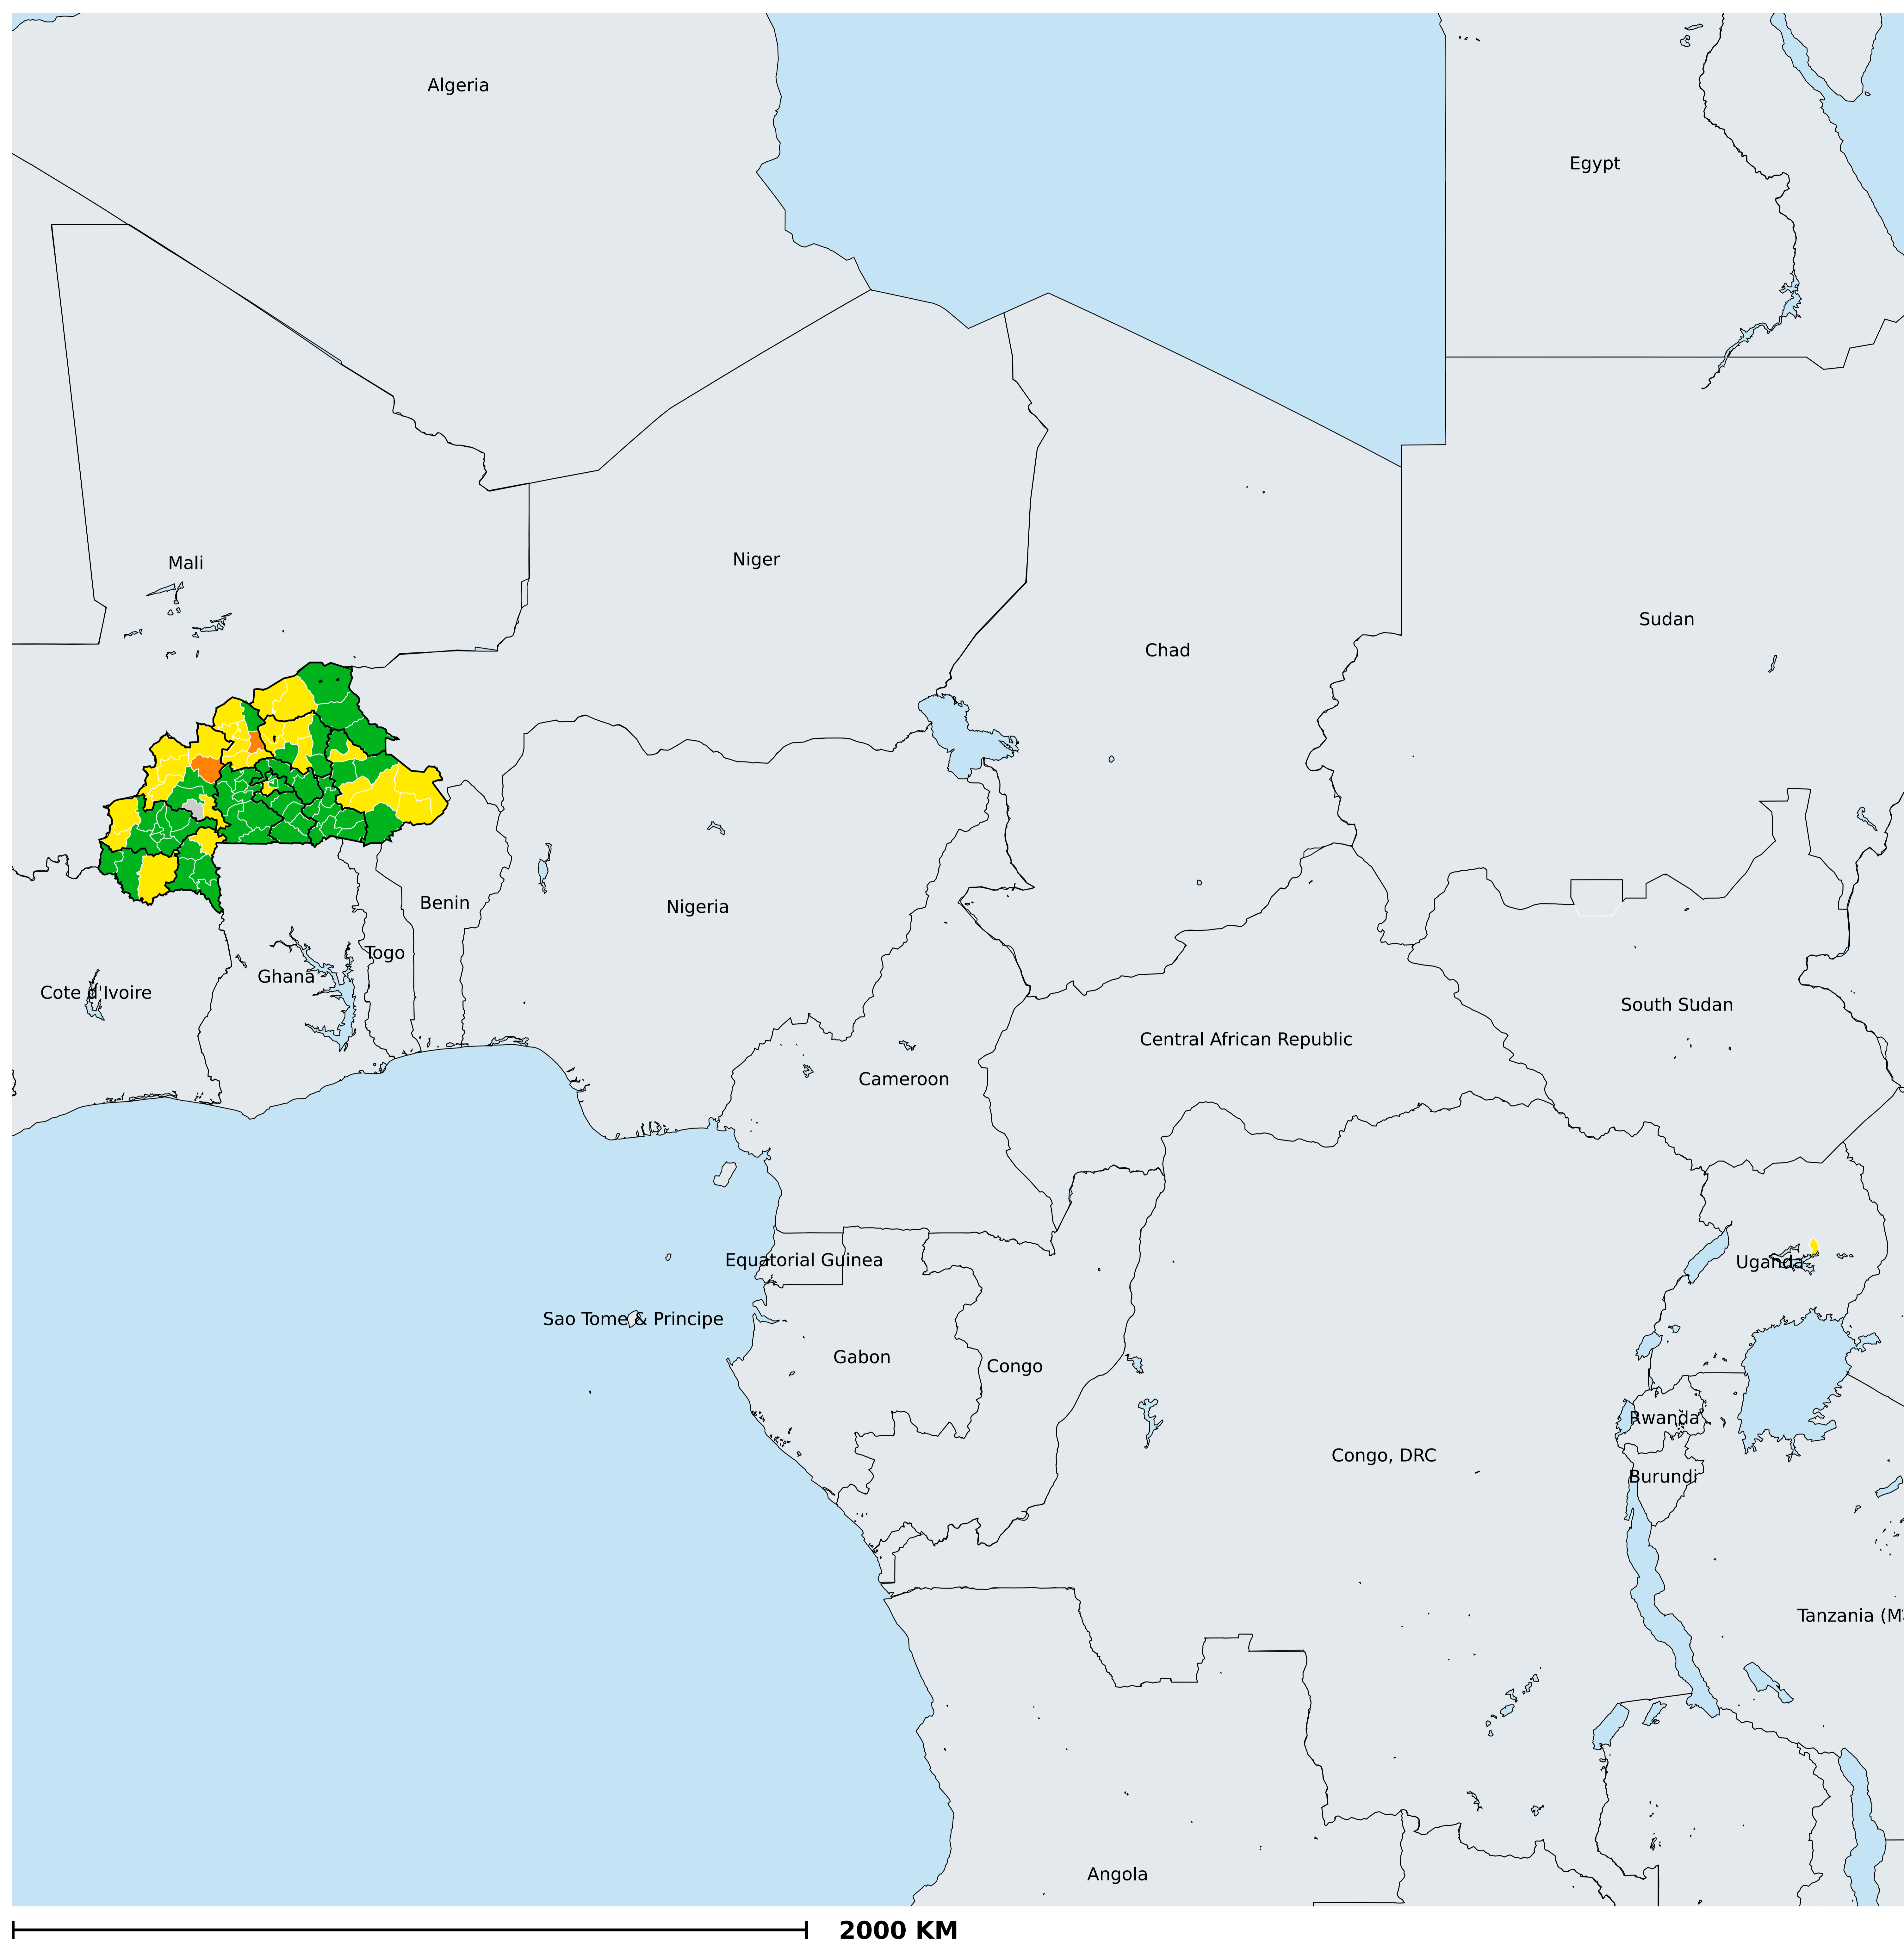 Algeria
Egypt
Mali
Niger
Sudan
Chad
Benin
Nigeria
Togo
Ghana
Cote d'Ivoire
South Sudan
Central African Republic
Cameroon
Equatorial Guinea
Uganda
Sao Tome & Principe
Gabon
Congo
Rwanda
Congo, DRC
Burundi
Tanzania (M
Angola
2000 KM